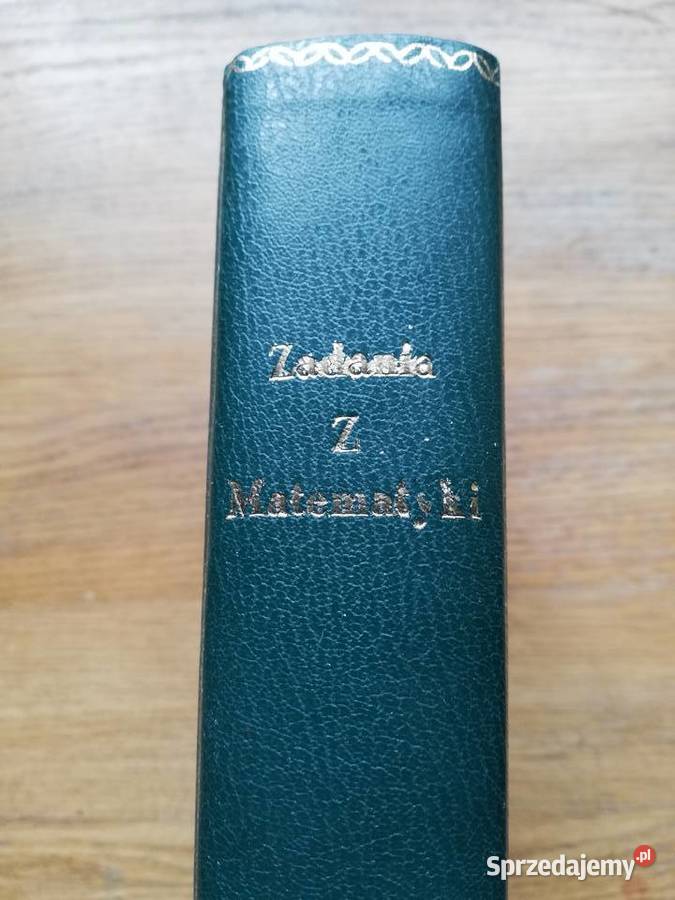 Zadania
Z
Matematyki
Sprzedajemy.pl